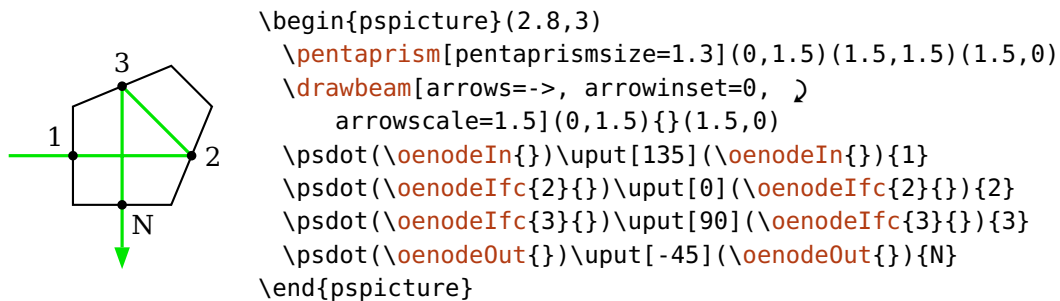 3
1
2
N
\begin{pspicture}(2.8,3)
\pentaprism[pentaprismsize=1.3](0,1.5)(1.5,1.5)(1.5,0)
\drawbeam[arrows=->, arrowinset=0,
arrowscale=1.5](0,1.5){}(1.5,0)
\psdot(\oenodeIn{})\uput[135](\oenodeIn{}){1}
\psdot(\oenodeIfc{2}{})\uput[0](\oenodeIfc{2}{}){2}
\psdot(\oenodeIfc{3}{})\uput[90](\oenodeIfc{3}{}){3}
\psdot(\oenodeOut{})\uput[-45](\oenodeOut{}){N}
\end{pspicture}